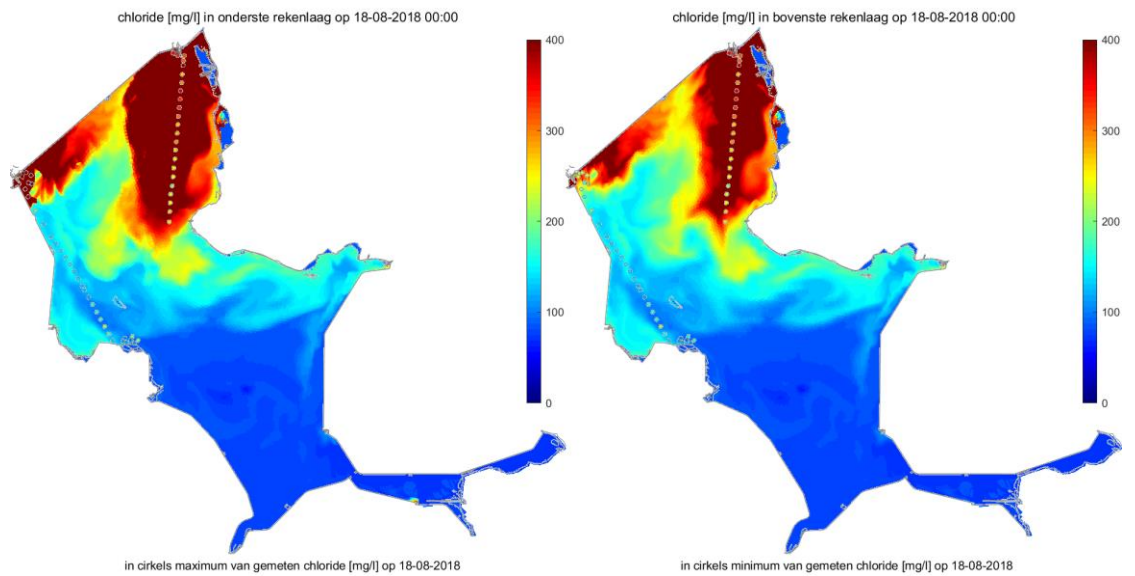 chloride [mg/l] in onderste rekenlaag op 18-08-2018 00:00
400
300
200
100
0
in cirkels maximum van gemeten chloride [mg/l] op 18-08-2018
chloride [mg/l] in bovenste rekenlaag op 18-08-2018 00:00
400
300
200
100
0
in cirkels minimum van gemeten chloride [mg/l] op 18-08-2018